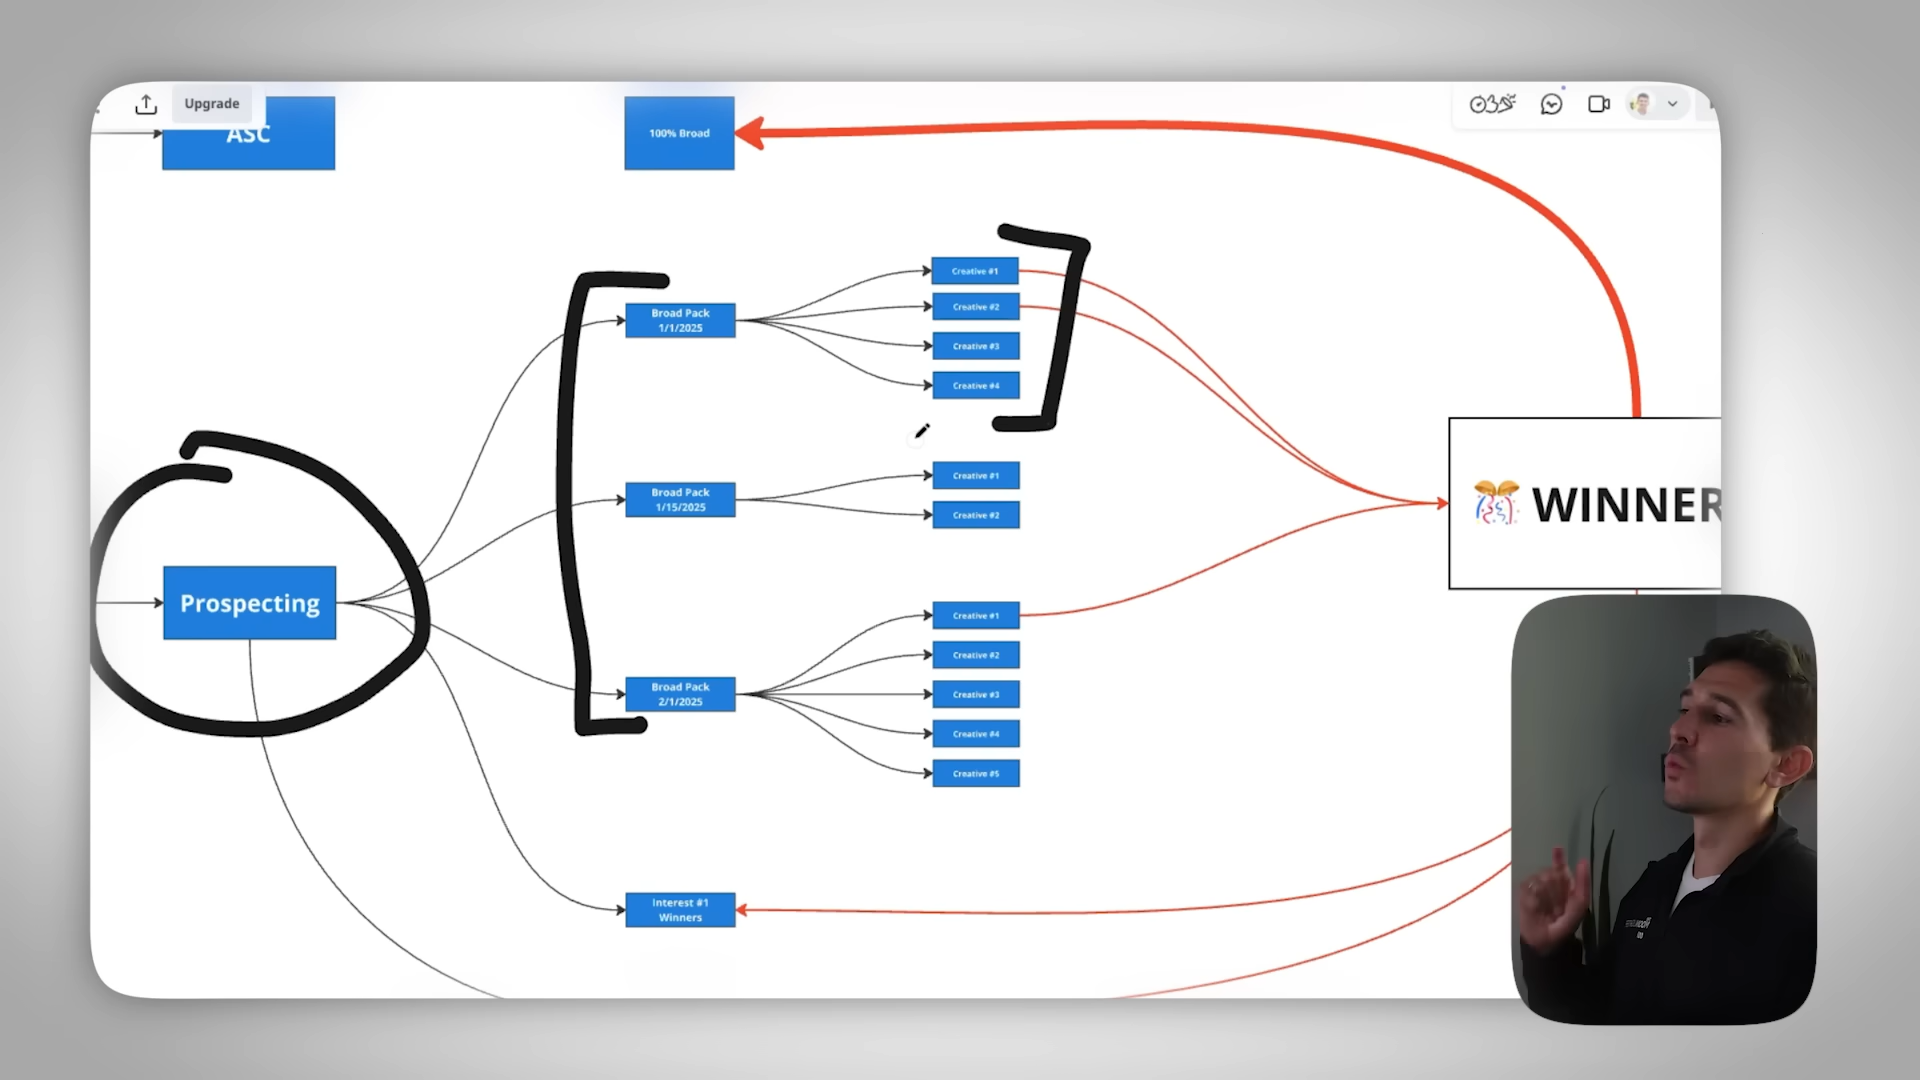 Upgrade
ASC
100% Broad
Creative #1
Broad Pack
1/1/2025
Creative #2
Creative #3
Creative #4
Creative #1
Broad Pack
1/15/2025
Creative #2
WINNER
Prospecting
Creative #1
Creative #2
Broad Pack
2/1/2025
Creative #3
Creative #4
Creative #5
Interest #1
Winners